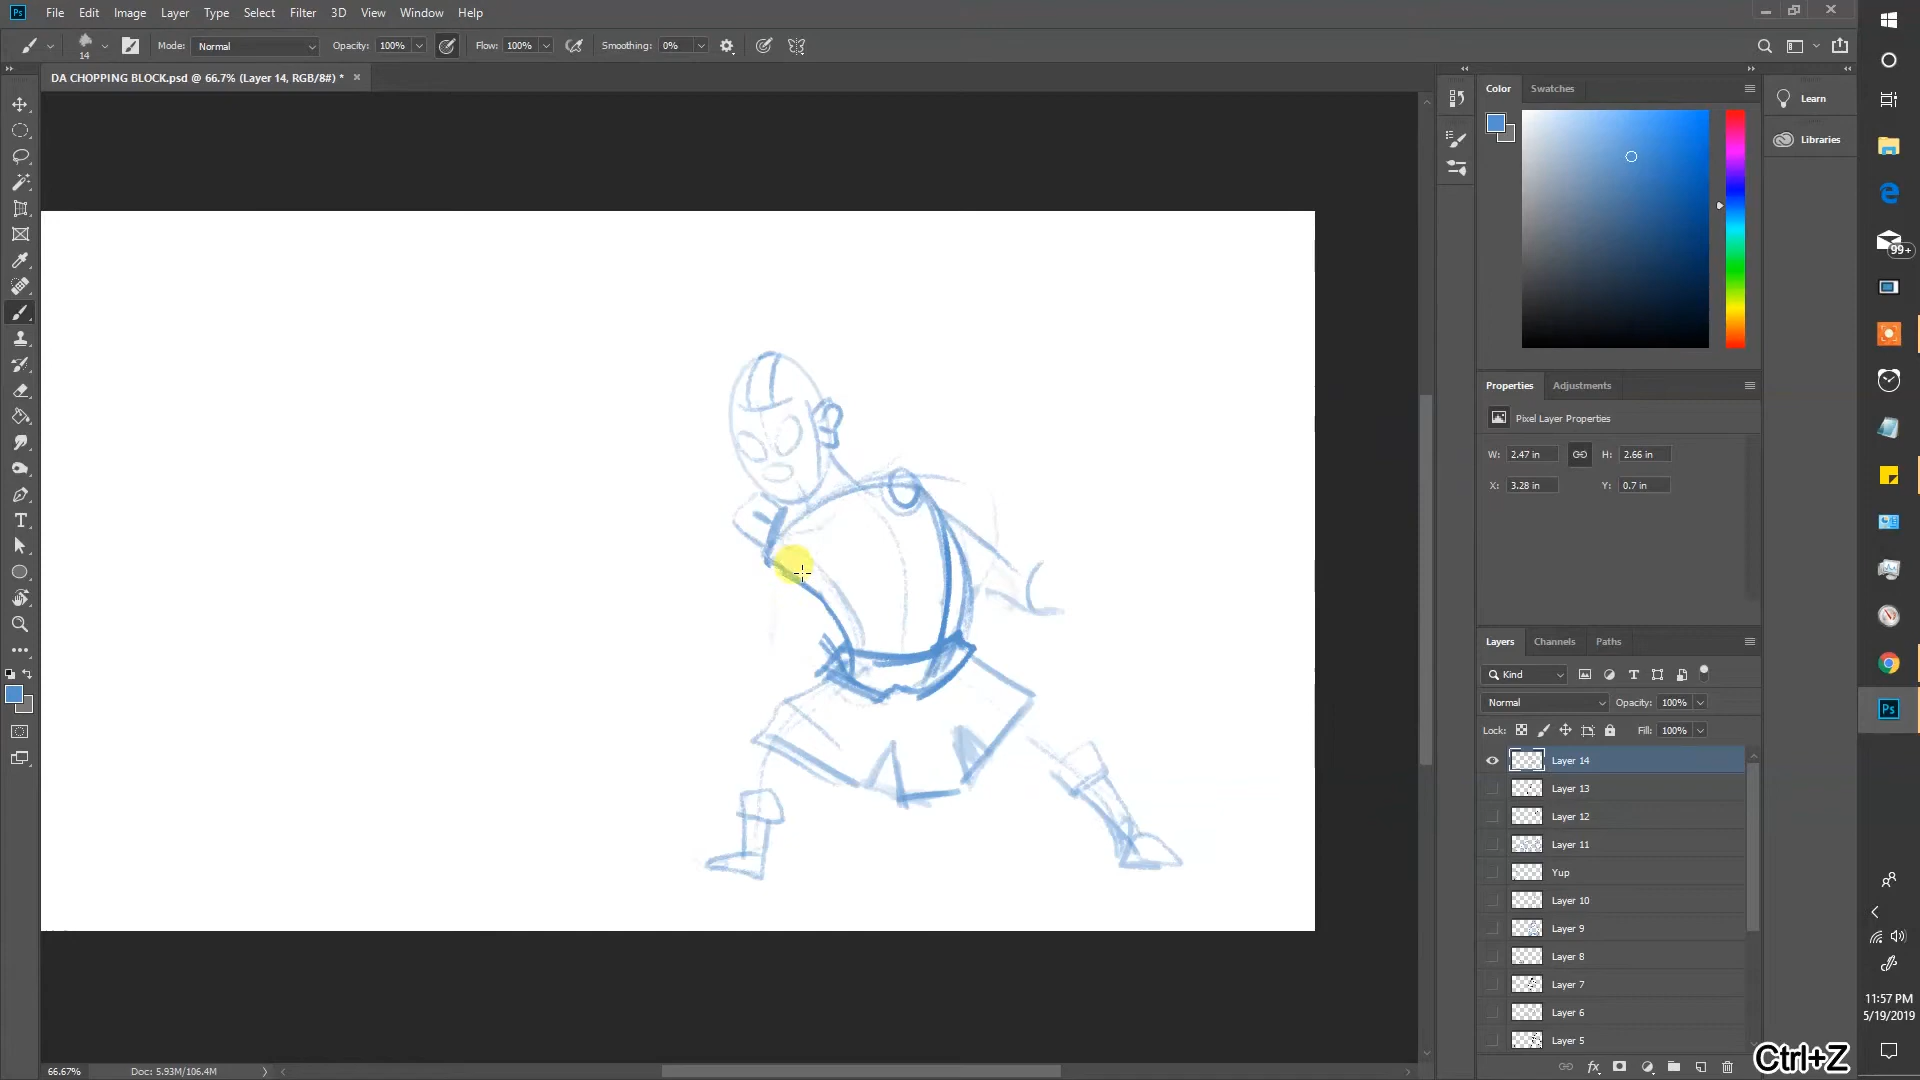 Ps File Edit Image Layer Type Select Filter 3D View Window Help
14 Mode: Normal Opacity: 100% Flow: 100% Smoothing: 0%
DA CHOPPING BLOCK.psd @ 66.7% (Layer 14, RGB/8#) * ×
Color Swatches
Learn
Libraries
99+
Properties Adjustments
Pixel Layer Properties
W: 2.47 in H: 2.66 in
X: 3.28 in Y: 0.7 in
Layers Channels Paths
Kind
Normal Opacity: 100%
Lock: Fill: 100%
Layer 14
Layer 13
Layer 12
Layer 11
Yup
Layer 10
Layer 9
Layer 8
Layer 7
Layer 6
Layer 5
Ps
11:57 PM
5/19/2019
66.67% Doc: 5.93M/106.4M
fx
Ctrl+Z